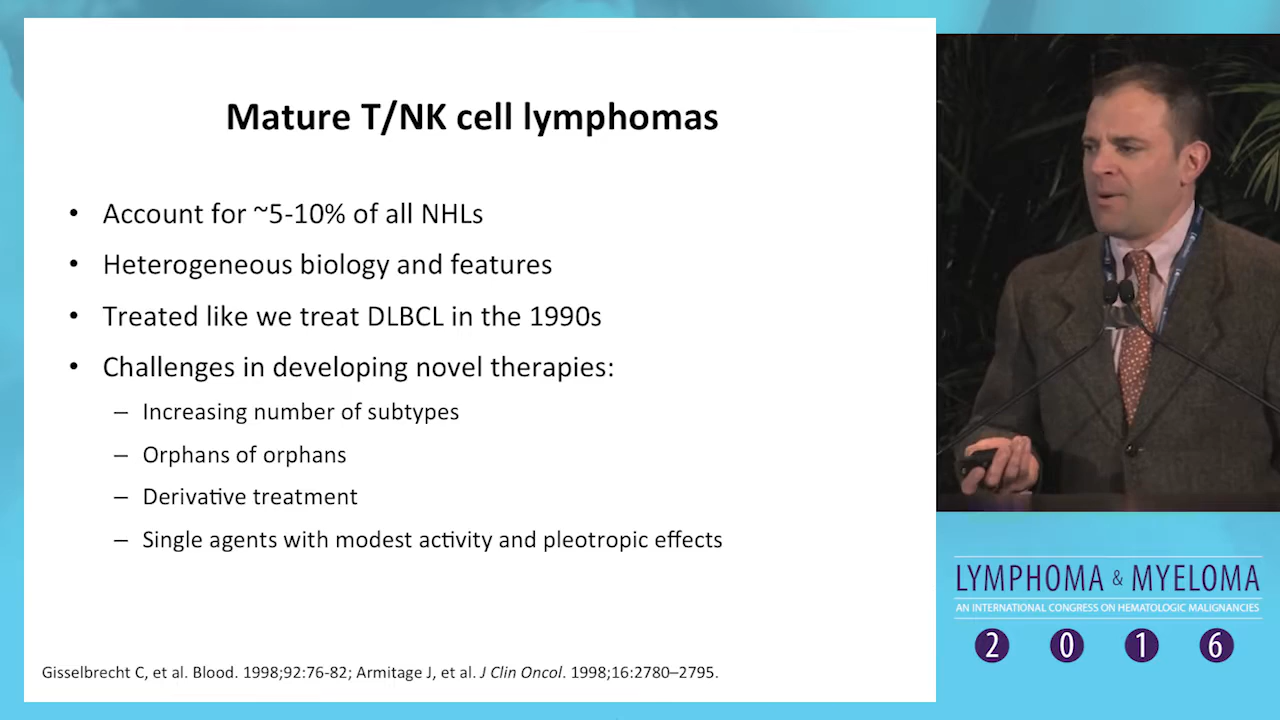 Mature T/NK cell lymphomas
• Account for ~5-10% of all NHLs
• Heterogeneous biology and features
• Treated like we treat DLBCL in the 1990s
• Challenges in developing novel therapies:
– Increasing number of subtypes
– Orphans of orphans
– Derivative treatment
– Single agents with modest activity and pleotropic effects
Gisselbrecht C, et al. Blood. 1998;92:76-82; Armitage J, et al. J Clin Oncol. 1998;16:2780–2795.
LYMPHOMA & MYELOMA
AN INTERNATIONAL CONGRESS ON HEMATOLOGIC MALIGNANCIES
2 0 1 6